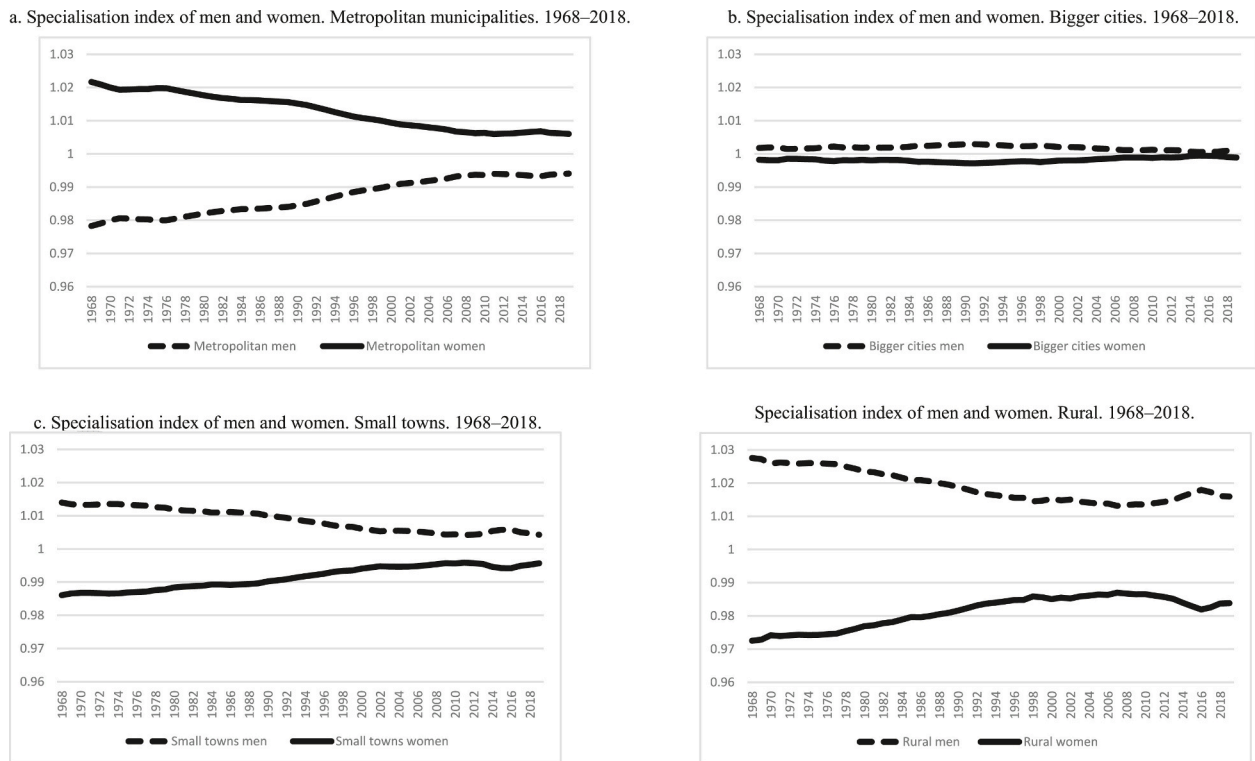 a. Specialisation index of men and women. Metropolitan municipalities. 1968–2018.
1.03
1.02
1.01
1
0.99
0.98
0.97
0.96
1968 1970 1972 1974 1976 1978 1980 1982 1984 1986 1988 1990 1992 1994 1996 1998 2000 2002 2004 2006 2008 2010 2012 2014 2016 2018
Metropolitan men Metropolitan women
b. Specialisation index of men and women. Bigger cities. 1968–2018.
1.03
1.02
1.01
1
0.99
0.98
0.97
0.96
1968 1970 1972 1974 1976 1978 1980 1982 1984 1986 1988 1990 1992 1994 1996 1998 2000 2002 2004 2006 2008 2010 2012 2014 2016 2018
Bigger cities men Bigger cities women
c. Specialisation index of men and women. Small towns. 1968–2018.
1.03
1.02
1.01
1
0.99
0.98
0.97
0.96
1968 1970 1972 1974 1976 1978 1980 1982 1984 1986 1988 1990 1992 1994 1996 1998 2000 2002 2004 2006 2008 2010 2012 2014 2016 2018
Small towns men Small towns women
Specialisation index of men and women. Rural. 1968–2018.
1.03
1.02
1.01
1
0.99
0.98
0.97
0.96
1968 1970 1972 1974 1976 1978 1980 1982 1984 1986 1988 1990 1992 1994 1996 1998 2000 2002 2004 2006 2008 2010 2012 2014 2016 2018
Rural men Rural women